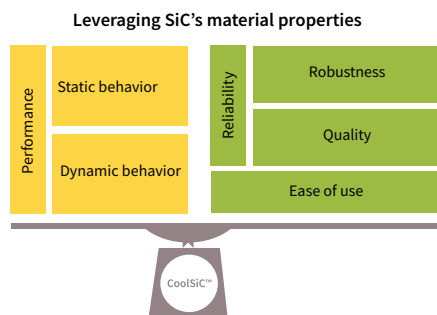 Leveraging SiC's material properties
Performance
Static behavior
Dynamic behavior
Reliability
Robustness
Quality
Ease of use
CoolSiC™